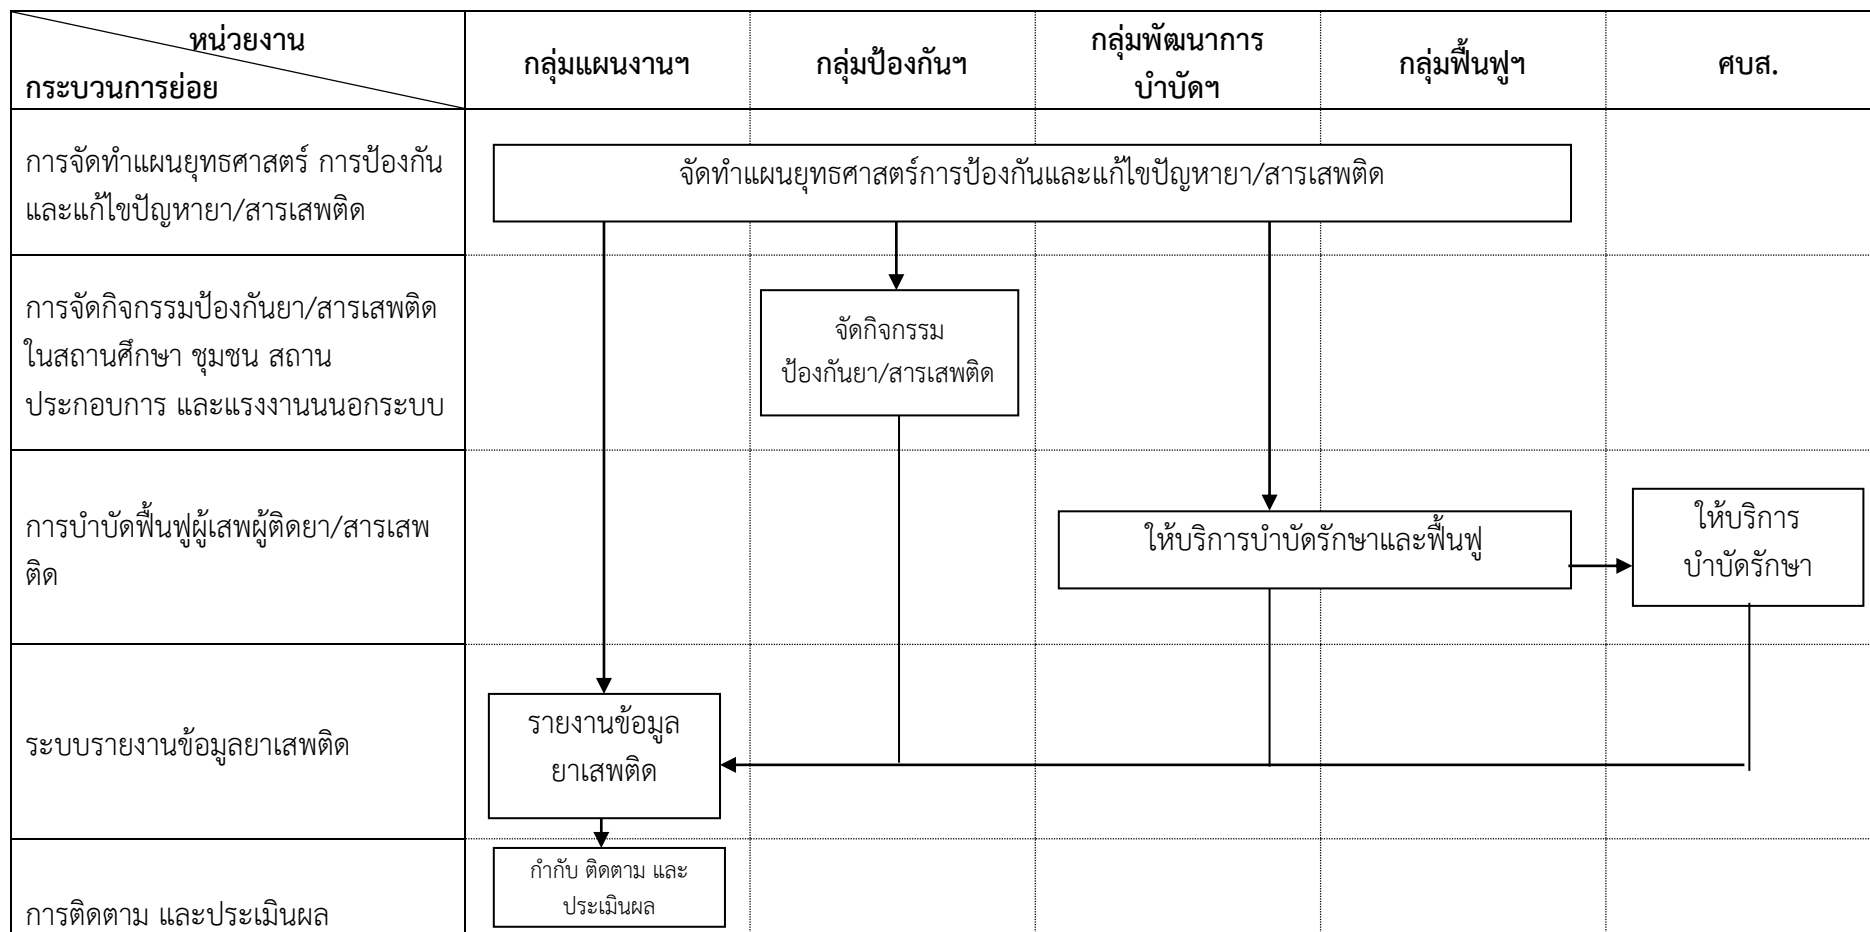 หน่วยงาน
กระบวนการย่อย
กลุ่มแผนงานฯ
กลุ่มป้องกันฯ
กลุ่มพัฒนาการ
บำบัดฯ
กลุ่มฟื้นฟูฯ
ศบส.
การจัดทำแผนยุทธศาสตร์ การป้องกัน
และแก้ไขปัญหายา/สารเสพติด
จัดทำแผนยุทธศาสตร์การป้องกันและแก้ไขปัญหายา/สารเสพติด
การจัดกิจกรรมป้องกันยา/สารเสพติด
ในสถานศึกษา ชุมชน สถาน
ประกอบการ และแรงงานนนอกระบบ
จัดกิจกรรม
ป้องกันยา/สารเสพติด
การบำบัดฟื้นฟูผู้เสพผู้ติดยา/สารเสพ
ติด
ให้บริการบำบัดรักษาและฟื้นฟู
ให้บริการ
บำบัดรักษา
ระบบรายงานข้อมูลยาเสพติด
รายงานข้อมูล
ยาเสพติด
การติดตาม และประเมินผล
กำกับ ติดตาม และ
ประเมินผล